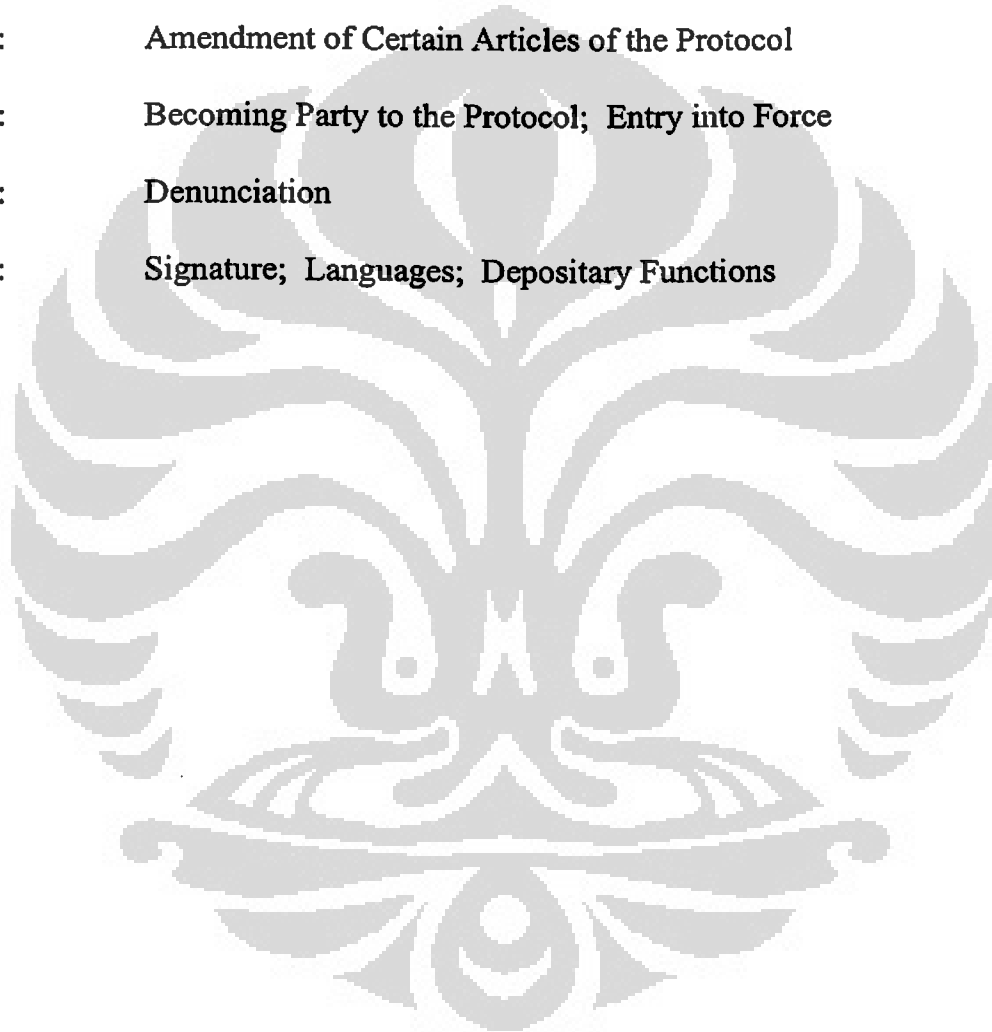 : Amendment of Certain Articles of the Protocol
: Becoming Party to the Protocol; Entry into Force
: Denunciation
: Signature; Languages; Depositary Functions